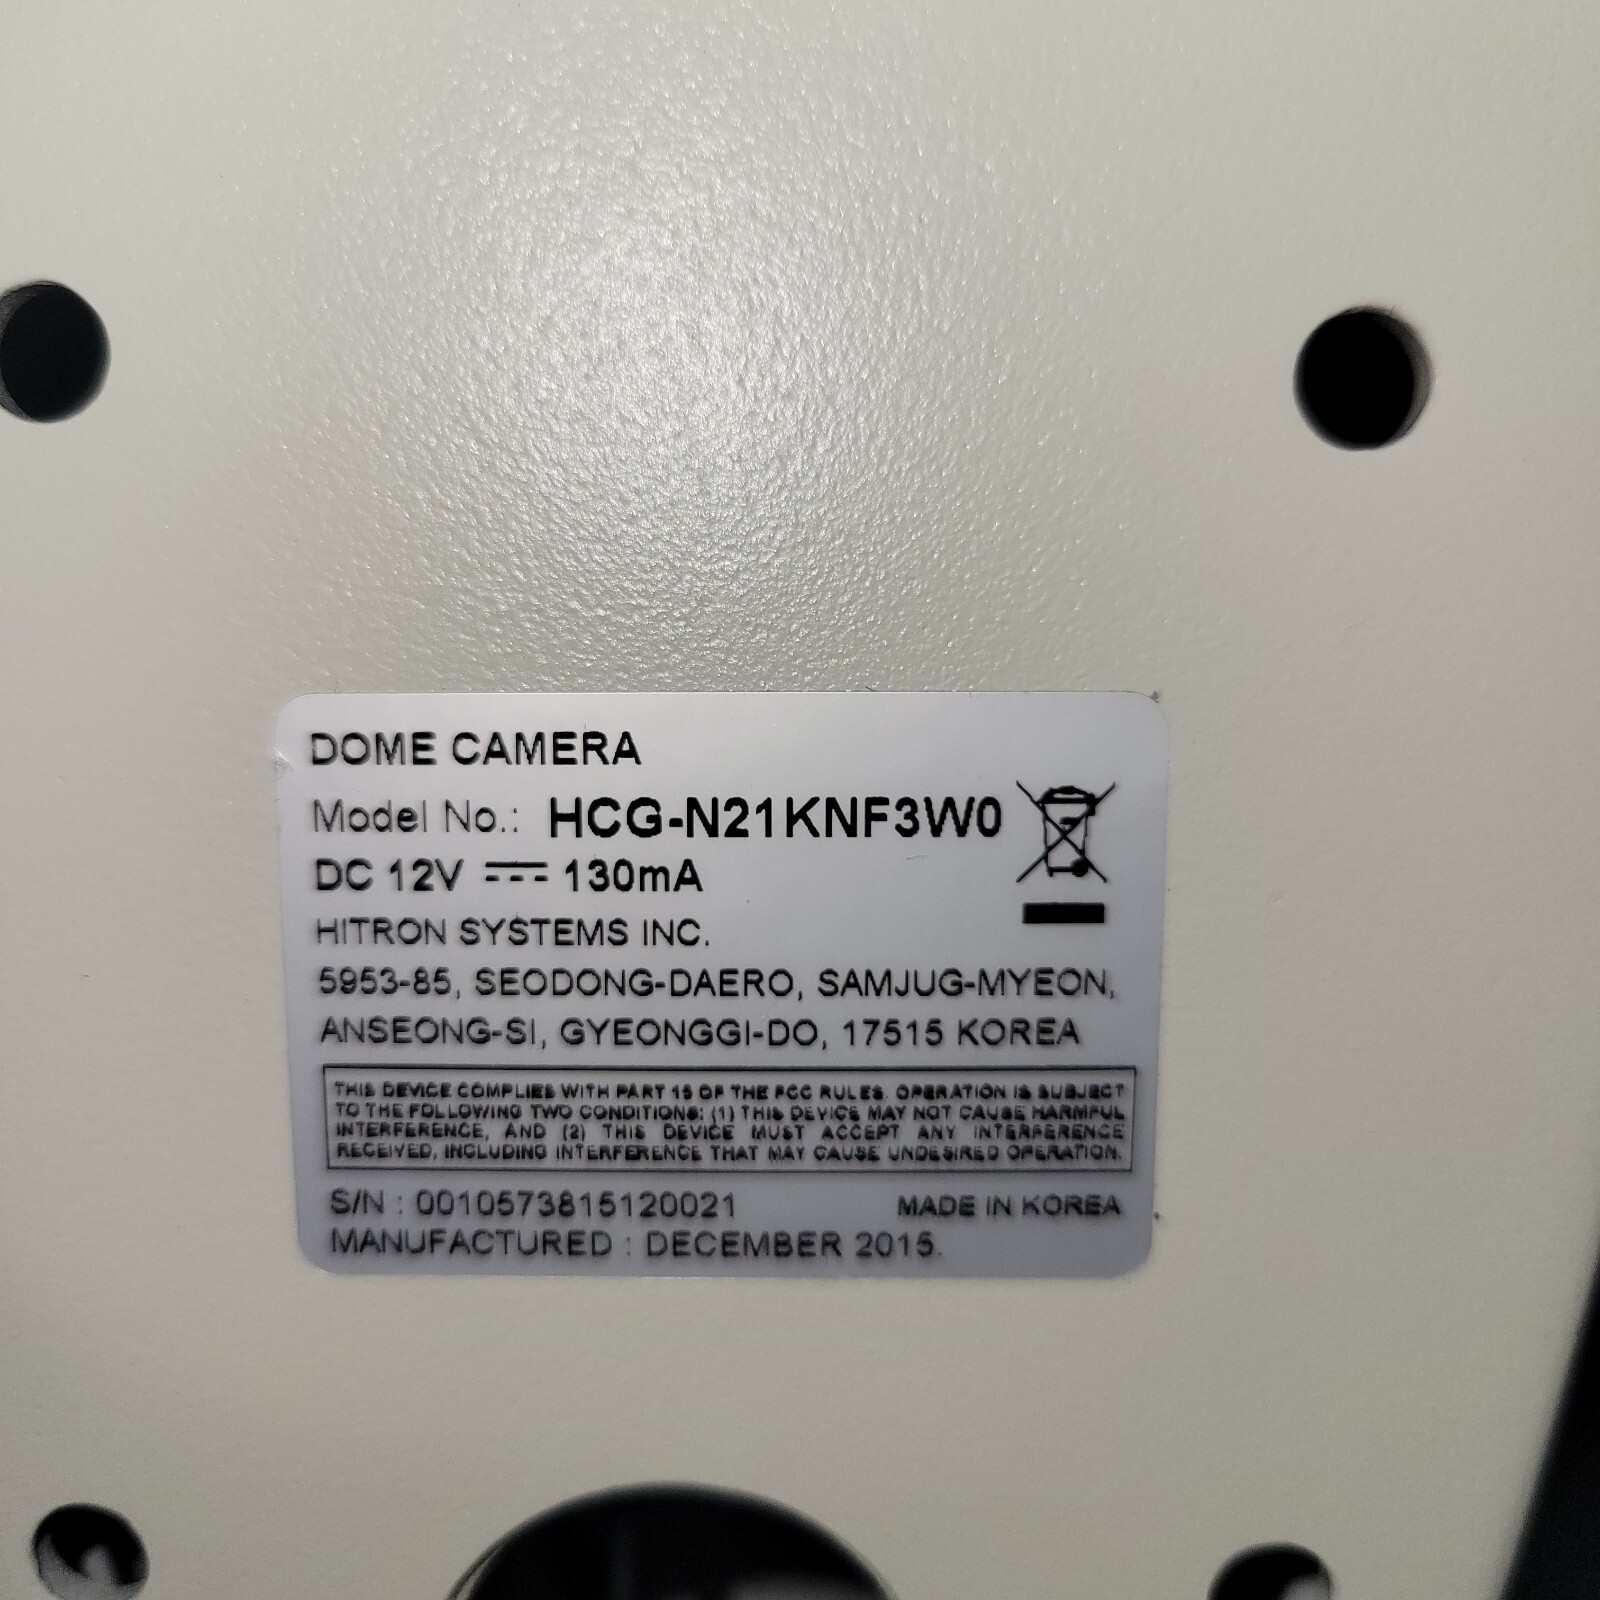 DOME CAMERA
Model No.: HCG-N21KNF3W0
DC 12V ⎓ 130mA
HITRON SYSTEMS INC.
5953-85, SEODONG-DAERO, SAMJUG-MYEON,
ANSEONG-SI, GYEONGGI-DO, 17515 KOREA
THIS DEVICE COMPLIES WITH PART 15 OF THE FCC RULES. OPERATION IS SUBJECT
TO THE FOLLOWING TWO CONDITIONS: (1) THIS DEVICE MAY NOT CAUSE HARMFUL
INTERFERENCE, AND (2) THIS DEVICE MUST ACCEPT ANY INTERFERENCE
RECEIVED, INCLUDING INTERFERENCE THAT MAY CAUSE UNDESIRED OPERATION.
S/N : 0010573815120021 MADE IN KOREA
MANUFACTURED : DECEMBER 2015.